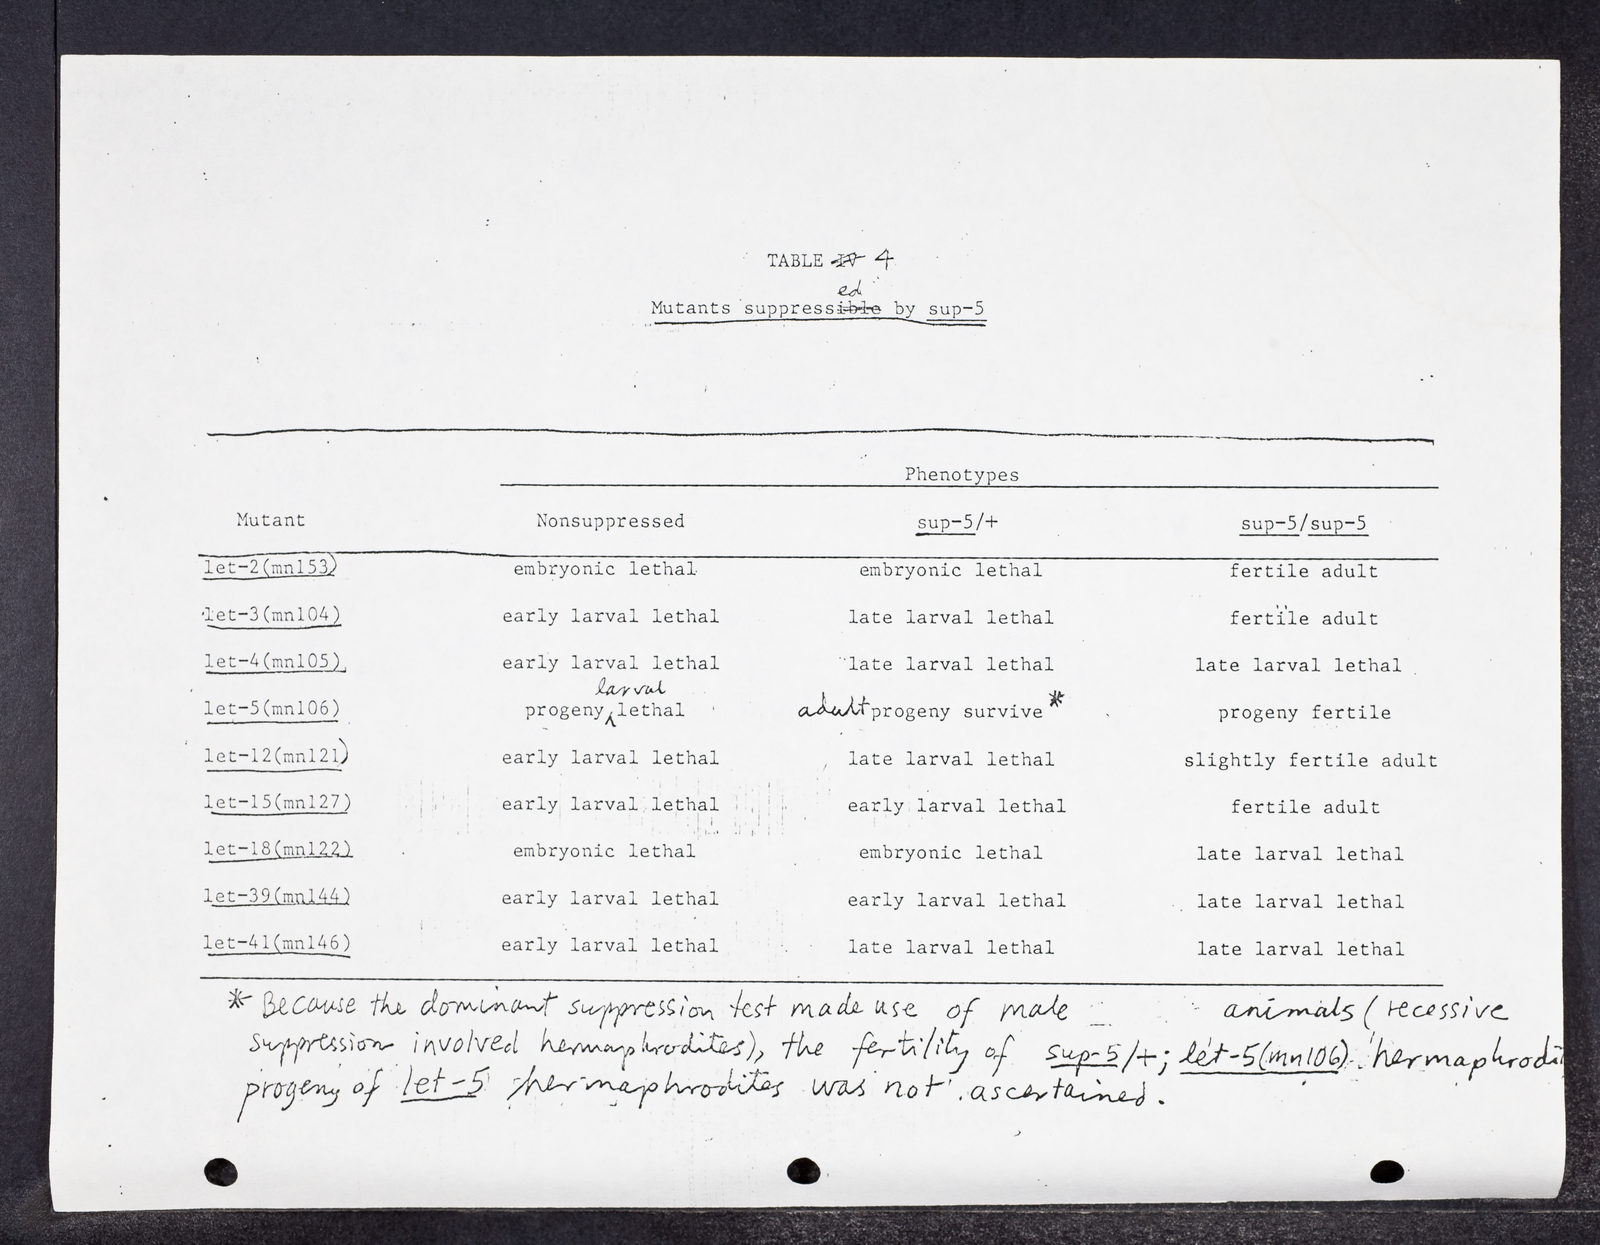 TABLE IV 4
ed
Mutants suppressible by sup-5
Phenotypes
Mutant Nonsuppressed sup-5/+ sup-5/sup-5
let-2(mn153) embryonic lethal embryonic lethal fertile adult
let-3(mn104) early larval lethal late larval lethal fertile adult
let-4(mn105) early larval lethal late larval lethal late larval lethal
larval
let-5(mn106) progeny lethal adult progeny survive* progeny fertile
let-12(mn121) early larval lethal late larval lethal slightly fertile adult
let-15(mn127) early larval lethal early larval lethal fertile adult
let-18(mn122) embryonic lethal embryonic lethal late larval lethal
let-39(mn144) early larval lethal early larval lethal late larval lethal
let-41(mn146) early larval lethal late larval lethal late larval lethal
* Because the dominant suppression test made use of male animals (recessive
suppression involved hermaphrodites), the fertility of sup-5/+; let-5(mn106) hermaphrodi
progeny of let-5 hermaphrodites was not ascertained.